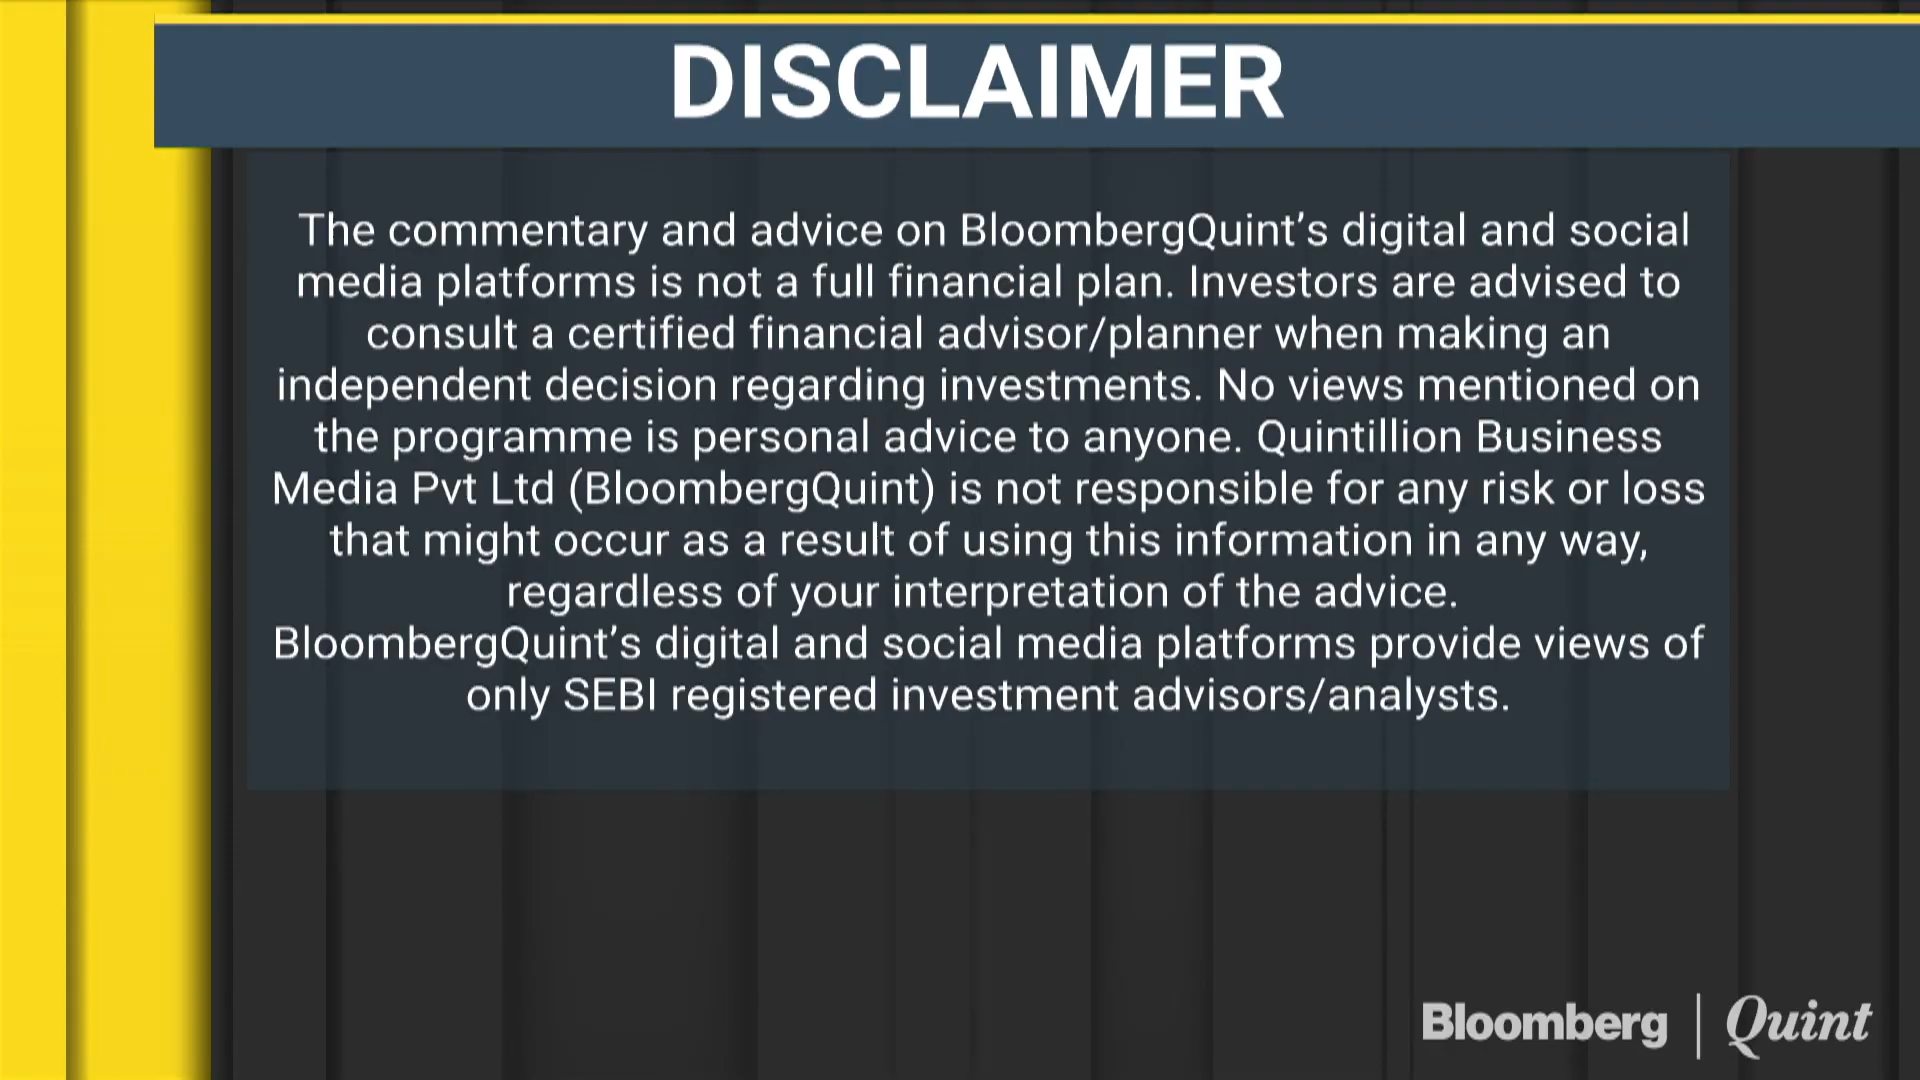 DISCLAIMER
The commentary and advice on BloombergQuint’s digital and social
media platforms is not a full financial plan. Investors are advised to
consult a certified financial advisor/planner when making an
independent decision regarding investments. No views mentioned on
the programme is personal advice to anyone. Quintillion Business
Media Pvt Ltd (BloombergQuint) is not responsible for any risk or loss
that might occur as a result of using this information in any way,
regardless of your interpretation of the advice.
BloombergQuint’s digital and social media platforms provide views of
only SEBI registered investment advisors/analysts.
Bloomberg | Quint